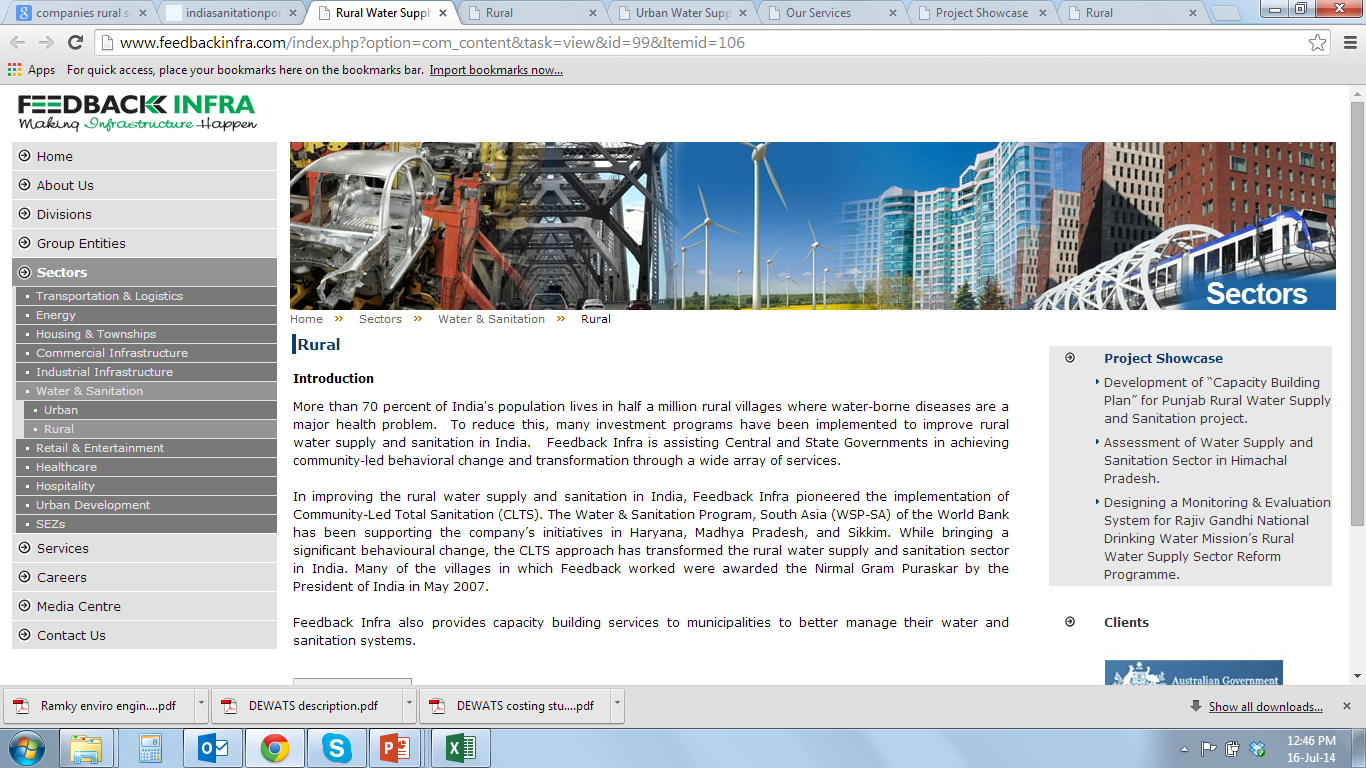 companies rural s
indiasanitationpo
Rural Water Suppl
Rural
Urban Water Supp
Our Services
Project Showcase
Rural
www.feedbackinfra.com/index.php?option=com_content&task=view&id=99&Itemid=106
Apps For quick access, place your bookmarks here on the bookmarks bar. Import bookmarks now...
FEEDBACK INFRA
Making Infrastructure Happen
Home
About Us
Divisions
Group Entities
Sectors
Transportation & Logistics
Energy
Housing & Townships
Commercial Infrastructure
Industrial Infrastructure
Water & Sanitation
Urban
Rural
Retail & Entertainment
Healthcare
Hospitality
Urban Development
SEZs
Services
Careers
Media Centre
Contact Us
Sectors
Home » Sectors » Water & Sanitation » Rural
Rural
Introduction
More than 70 percent of India's population lives in half a million rural villages where water-borne diseases are a
major health problem. To reduce this, many investment programs have been implemented to improve rural
water supply and sanitation in India. Feedback Infra is assisting Central and State Governments in achieving
community-led behavioral change and transformation through a wide array of services.
In improving the rural water supply and sanitation in India, Feedback Infra pioneered the implementation of
Community-Led Total Sanitation (CLTS). The Water & Sanitation Program, South Asia (WSP-SA) of the World Bank
has been supporting the company's initiatives in Haryana, Madhya Pradesh, and Sikkim. While bringing a
significant behavioural change, the CLTS approach has transformed the rural water supply and sanitation sector
in India. Many of the villages in which Feedback worked were awarded the Nirmal Gram Puraskar by the
President of India in May 2007.
Feedback Infra also provides capacity building services to municipalities to better manage their water and
sanitation systems.
Project Showcase
Development of “Capacity Building
Plan” for Punjab Rural Water Supply
and Sanitation project.
Assessment of Water Supply and
Sanitation Sector in Himachal
Pradesh.
Designing a Monitoring & Evaluation
System for Rajiv Gandhi National
Drinking Water Mission’s Rural
Water Supply Sector Reform
Programme.
Clients
Australian Government
Ramky enviro engin....pdf
DEWATS description.pdf
DEWATS costing stu....pdf
Show all downloads...
12:46 PM
16-Jul-14